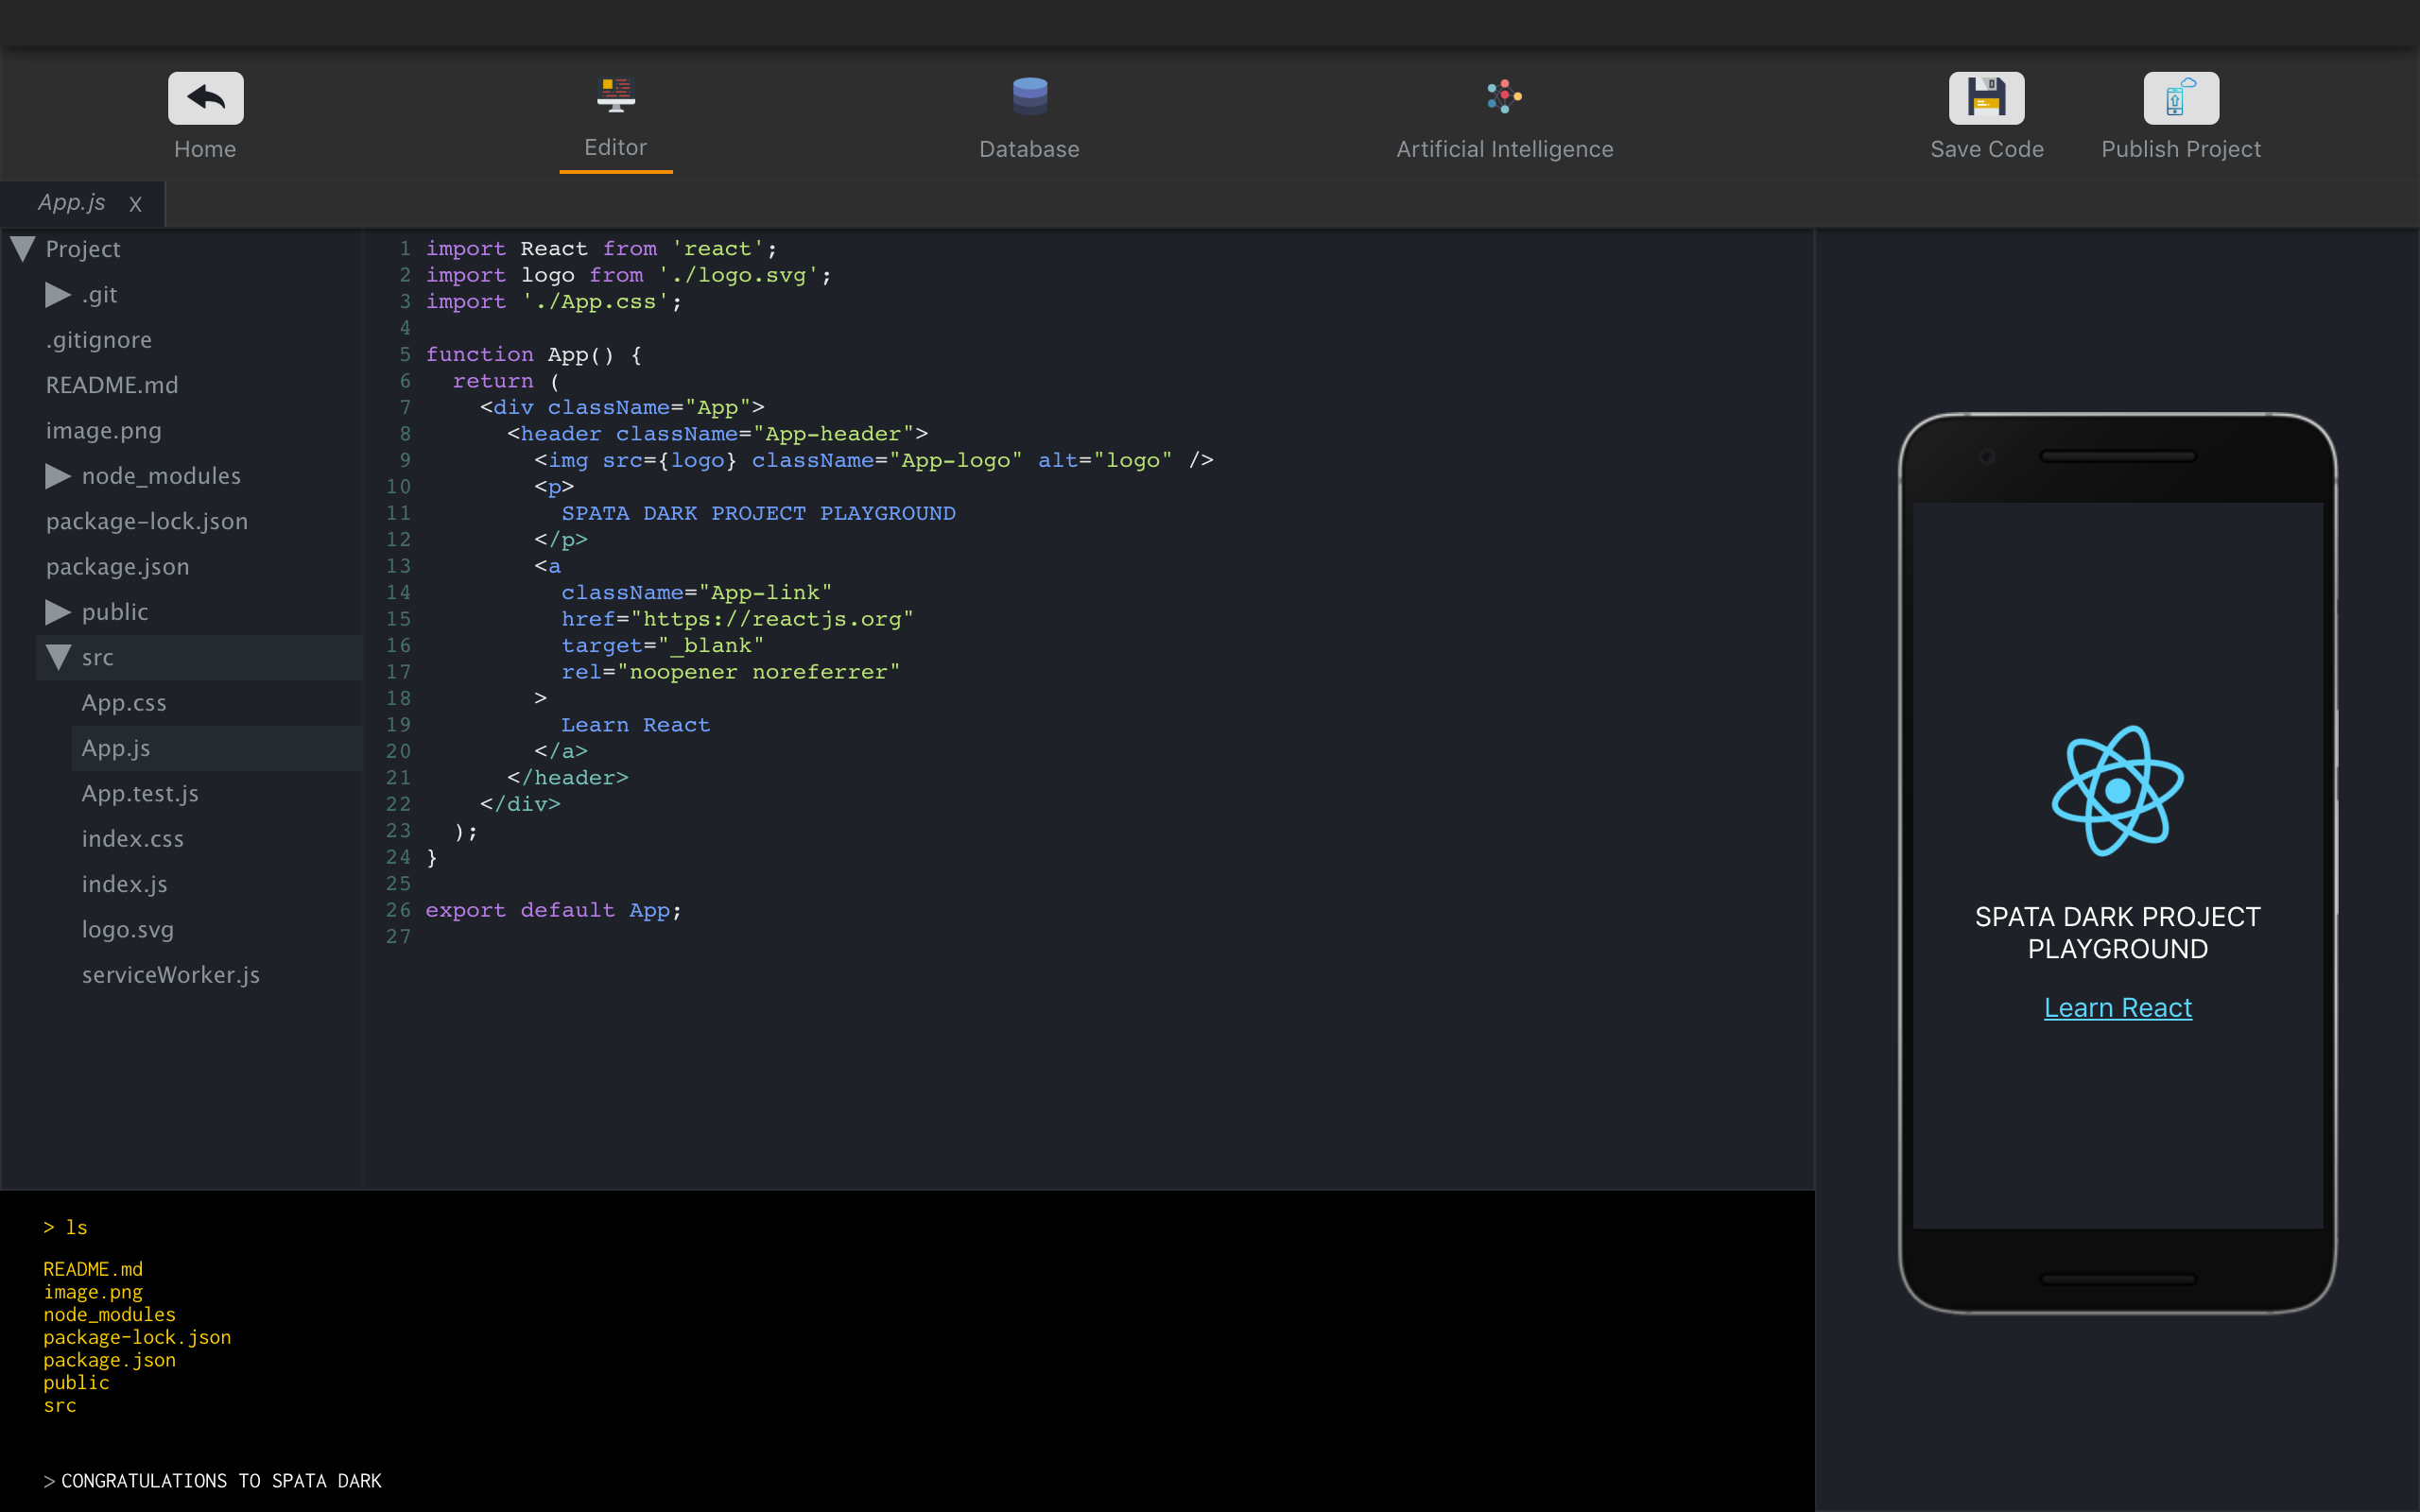 Home
Editor
Database
Artificial Intelligence
Save Code
Publish Project
App.js X
Project
.git
.gitignore
README.md
image.png
node_modules
package-lock.json
package.json
public
src
App.css
App.js
App.test.js
index.css
index.js
logo.svg
serviceWorker.js
1 import React from 'react';
2 import logo from './logo.svg';
3 import './App.css';
4
5 function App() {
6   return (
7     <div className="App">
8       <header className="App-header">
9         <img src={logo} className="App-logo" alt="logo" />
10         <p>
11           SPATA DARK PROJECT PLAYGROUND
12         </p>
13         <a
14           className="App-link"
15           href="https://reactjs.org"
16           target="_blank"
17           rel="noopener noreferrer"
18         >
19           Learn React
20         </a>
21       </header>
22     </div>
23   );
24 }
25
26 export default App;
27
SPATA DARK PROJECT
PLAYGROUND
Learn React
> ls
README.md
image.png
node_modules
package-lock.json
package.json
public
src
> CONGRATULATIONS TO SPATA DARK